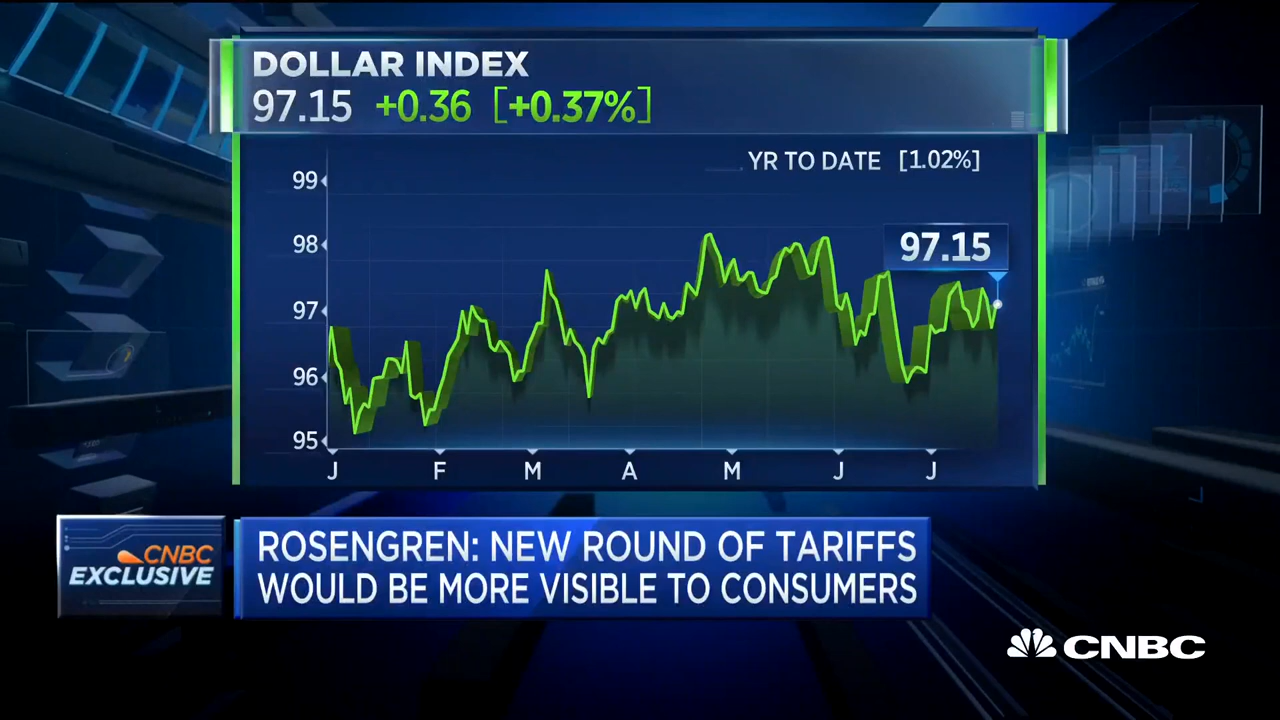 DOLLAR INDEX
97.15 +0.36 [+0.37%]
YR TO DATE [1.02%]
99
98
97
96
95
97.15
J F M A M J J
CNBC
EXCLUSIVE
ROSENGREN: NEW ROUND OF TARIFFS
WOULD BE MORE VISIBLE TO CONSUMERS
CNBC